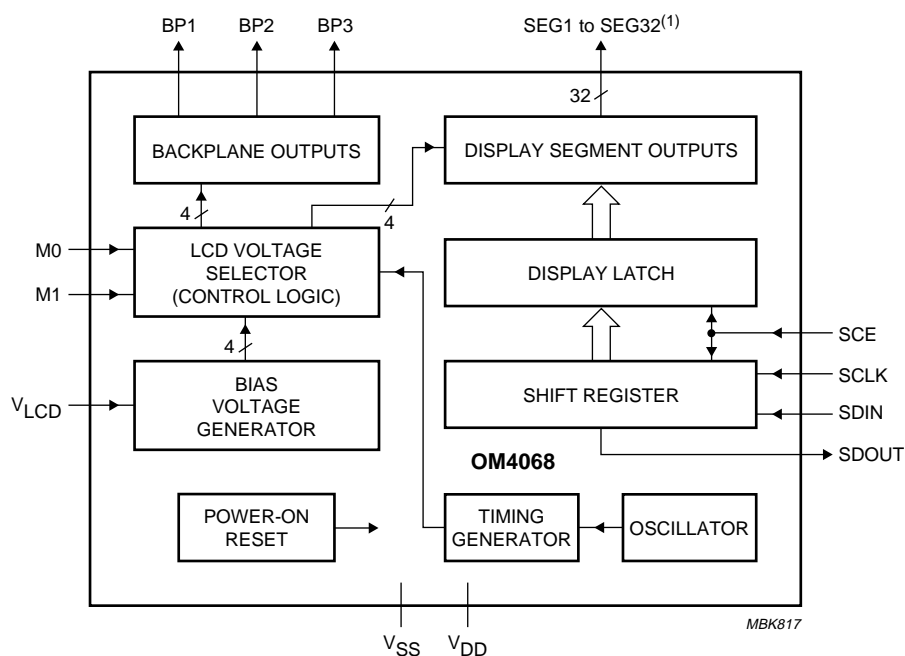 BP1 BP2 BP3 SEG1 to SEG32(1)
32
BACKPLANE OUTPUTS
DISPLAY SEGMENT OUTPUTS
4
4
M0
M1
LCD VOLTAGE
SELECTOR
(CONTROL LOGIC)
DISPLAY LATCH
4
SCE
SCLK
SDIN
SDOUT
VLCD
BIAS
VOLTAGE
GENERATOR
SHIFT REGISTER
OM4068
POWER-ON
RESET
TIMING
GENERATOR
OSCILLATOR
VSS VDD
MBK817